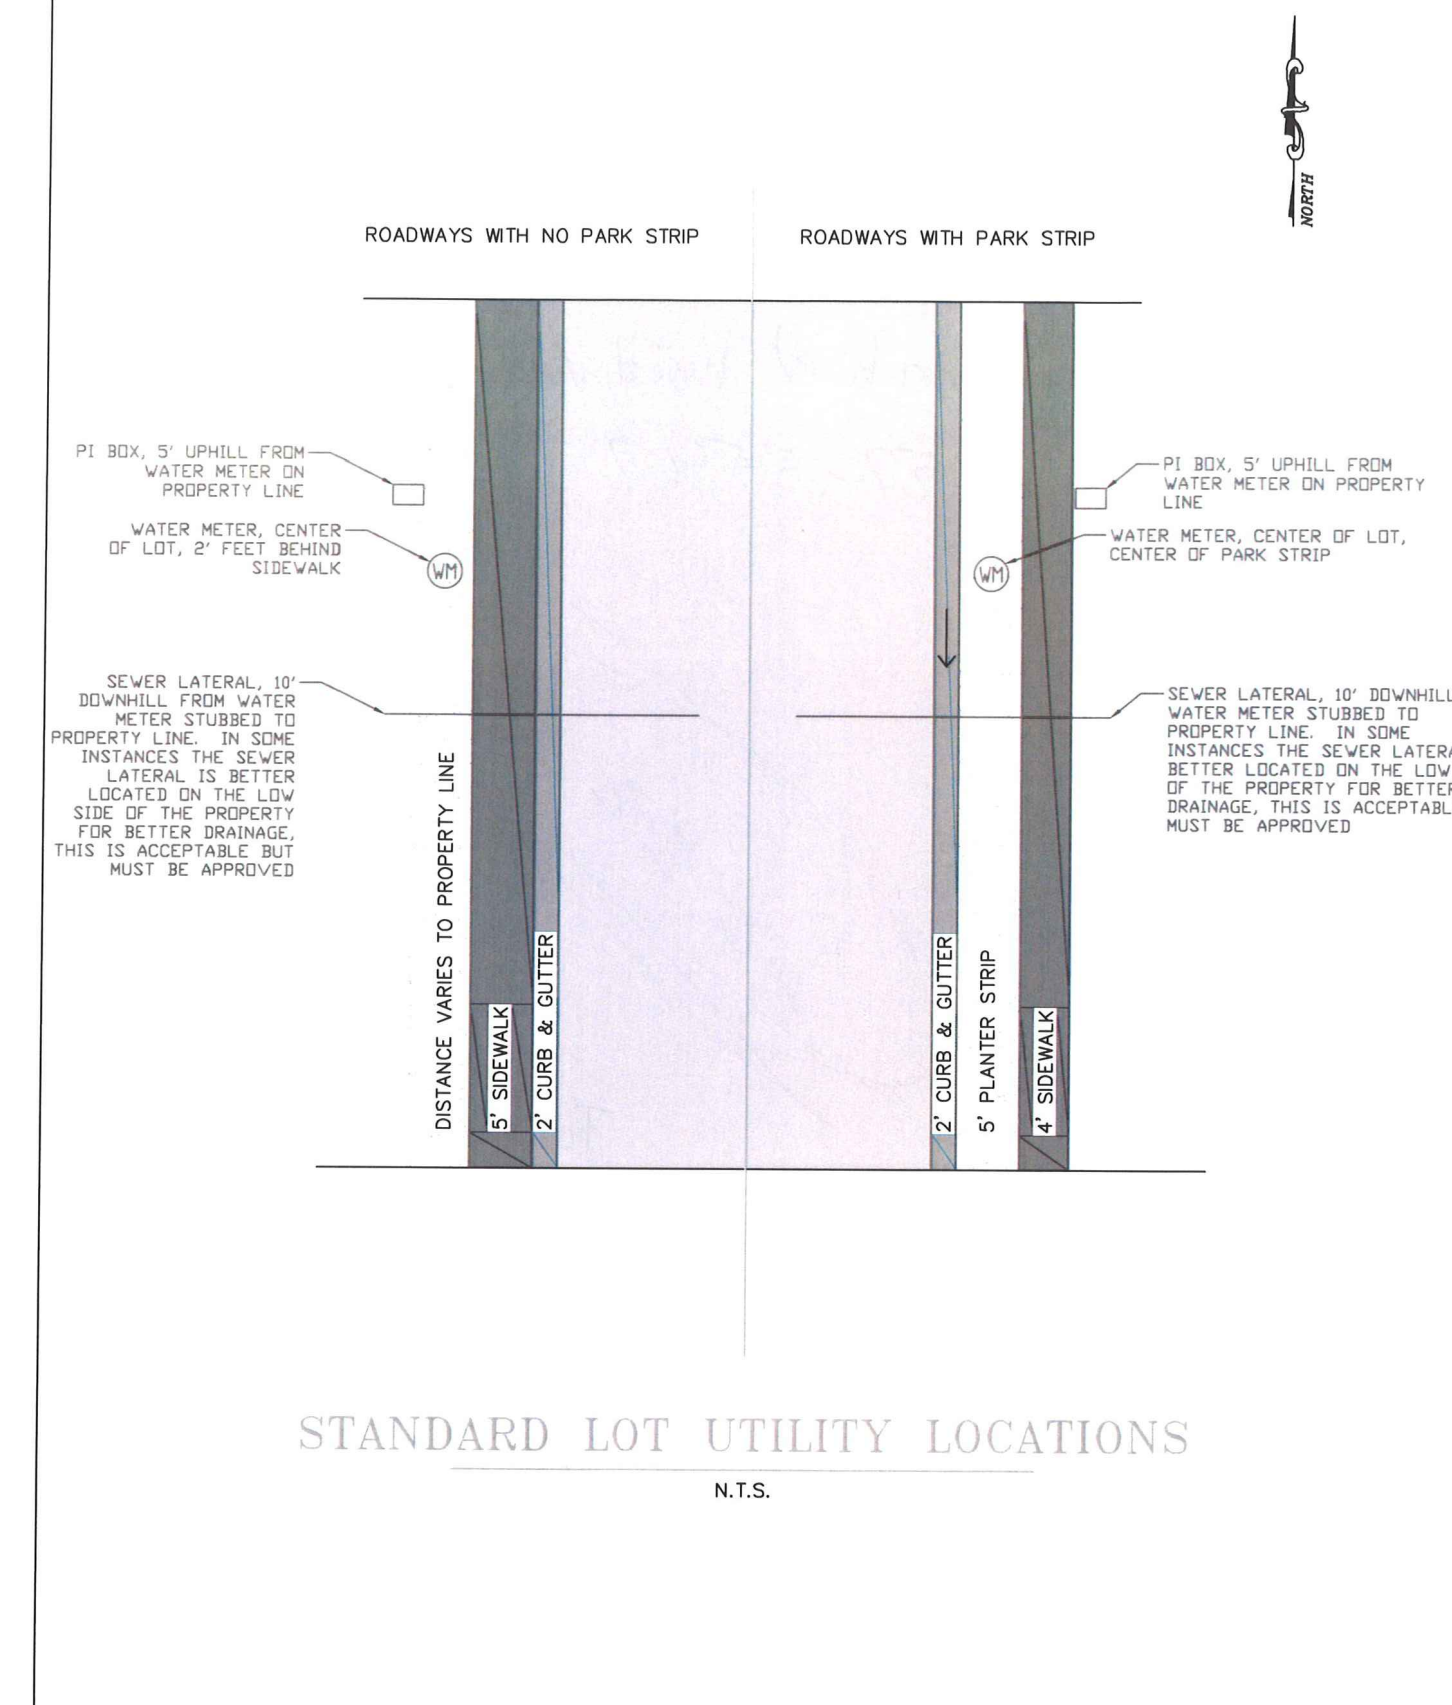 NORTH
ROADWAYS WITH NO PARK STRIP
ROADWAYS WITH PARK STRIP
PI BOX, 5' UPHILL FROM
WATER METER ON
PROPERTY LINE
WATER METER, CENTER
OF LOT, 2' FEET BEHIND
SIDEWALK
WM
SEWER LATERAL, 10'
DOWNHILL FROM WATER
METER STUBBED TO
PROPERTY LINE. IN SOME
INSTANCES THE SEWER
LATERAL IS BETTER
LOCATED ON THE LOW
SIDE OF THE PROPERTY
FOR BETTER DRAINAGE,
THIS IS ACCEPTABLE BUT
MUST BE APPROVED
DISTANCE VARIES TO PROPERTY LINE
5' SIDEWALK
2' CURB & GUTTER
PI BOX, 5' UPHILL FROM
WATER METER ON PROPERTY
LINE
WATER METER, CENTER OF LOT,
CENTER OF PARK STRIP
WM
SEWER LATERAL, 10' DOWNHILL
WATER METER STUBBED TO
PROPERTY LINE. IN SOME
INSTANCES THE SEWER LATERA
BETTER LOCATED ON THE LOW
OF THE PROPERTY FOR BETTER
DRAINAGE, THIS IS ACCEPTABL
MUST BE APPROVED
2' CURB & GUTTER
5' PLANTER STRIP
4' SIDEWALK
STANDARD LOT UTILITY LOCATIONS
N.T.S.